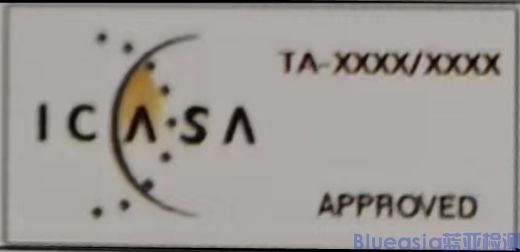 TA-XXXX/XXXX
ICASA
APPROVED
Blueasia蓝亚检测